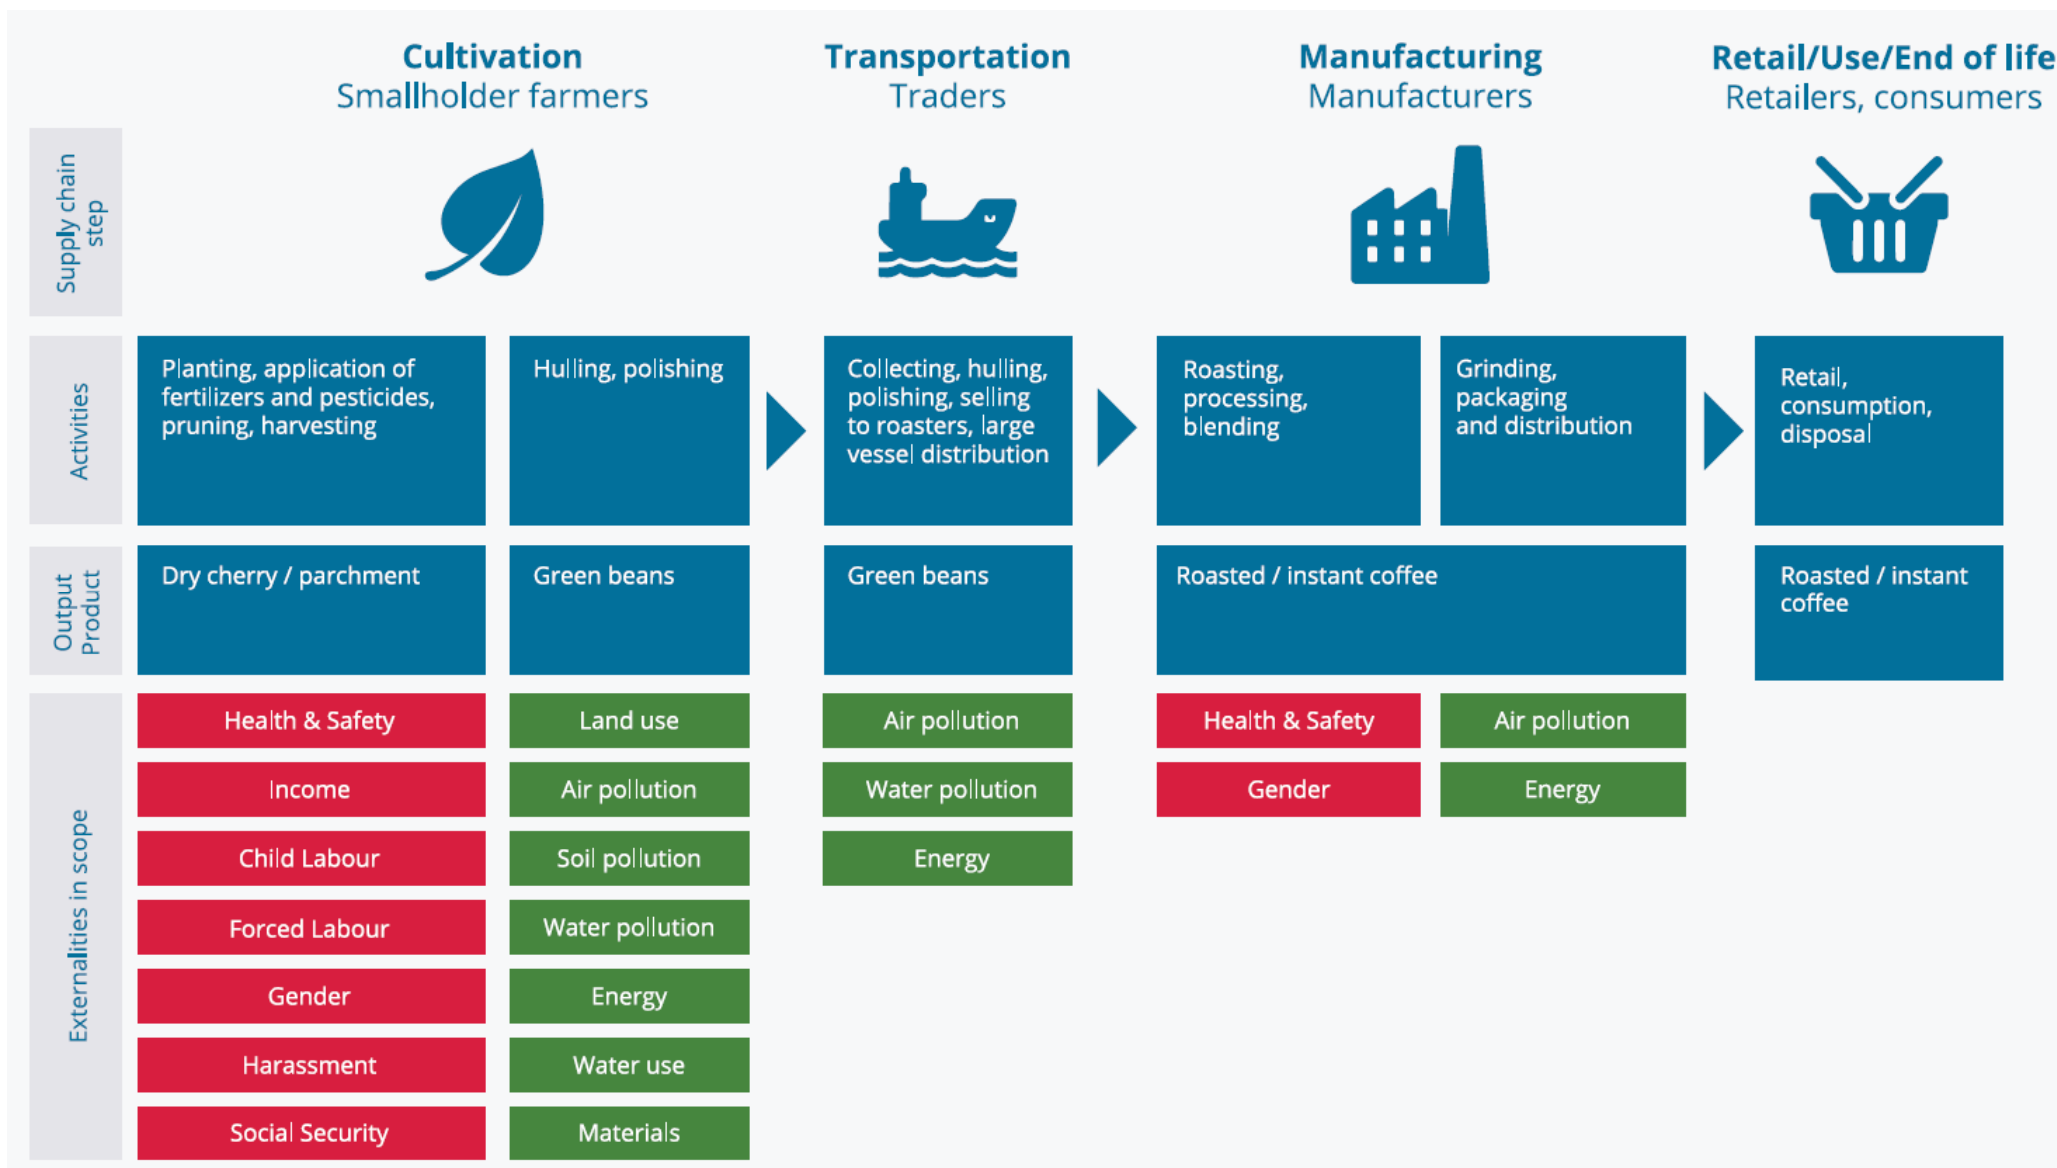 Cultivation
Smallholder farmers
Transportation
Traders
Manufacturing
Manufacturers
Retail/Use/End of life
Retailers, consumers
Supply chain
step
Activities
Planting, application of
fertilizers and pesticides,
pruning, harvesting
Hulling, polishing
Collecting, hulling,
polishing, selling
to roasters, large
vessel distribution
Roasting,
processing,
blending
Grinding,
packaging
and distribution
Retail,
consumption,
disposal
Output
Product
Dry cherry / parchment
Green beans
Green beans
Roasted / instant coffee
Roasted / instant
coffee
Externalities in scope
Health & Safety
Income
Child Labour
Forced Labour
Gender
Harassment
Social Security
Land use
Air pollution
Soil pollution
Water pollution
Energy
Water use
Materials
Air pollution
Water pollution
Energy
Health & Safety
Gender
Air pollution
Energy